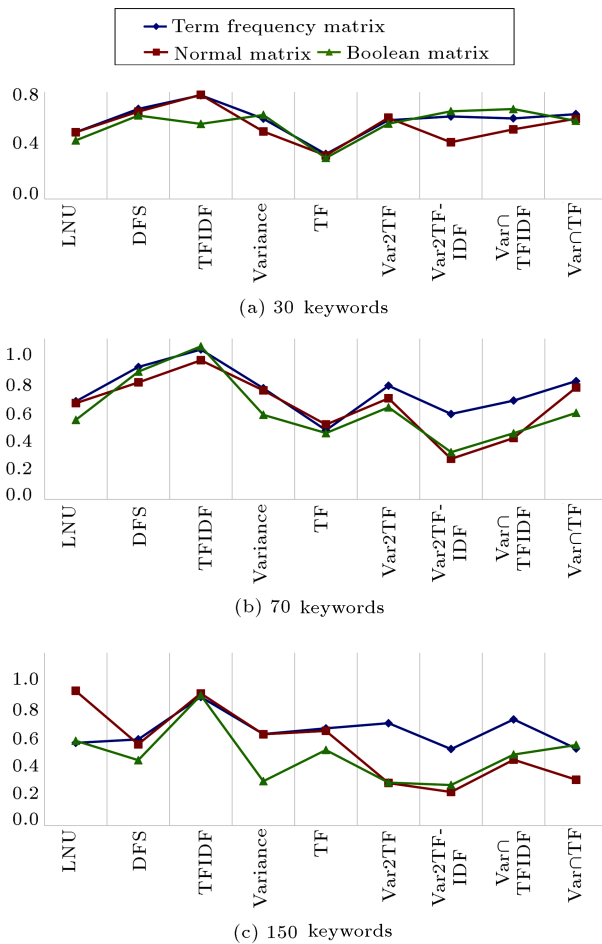 Term frequency matrix
Normal matrix Boolean matrix
0.8
0.4
0.0
LNU
DFS
TFIDF
Variance
TF
Var2TF
Var2TF-
IDF
Var∩
TFIDF
Var∩TF
(a) 30 keywords
1.0
0.8
0.6
0.4
0.2
0.0
LNU
DFS
TFIDF
Variance
TF
Var2TF
Var2TF-
IDF
Var∩
TFIDF
Var∩TF
(b) 70 keywords
1.0
0.8
0.6
0.4
0.2
0.0
LNU
DFS
TFIDF
Variance
TF
Var2TF
Var2TF-
IDF
Var∩
TFIDF
Var∩TF
(c) 150 keywords